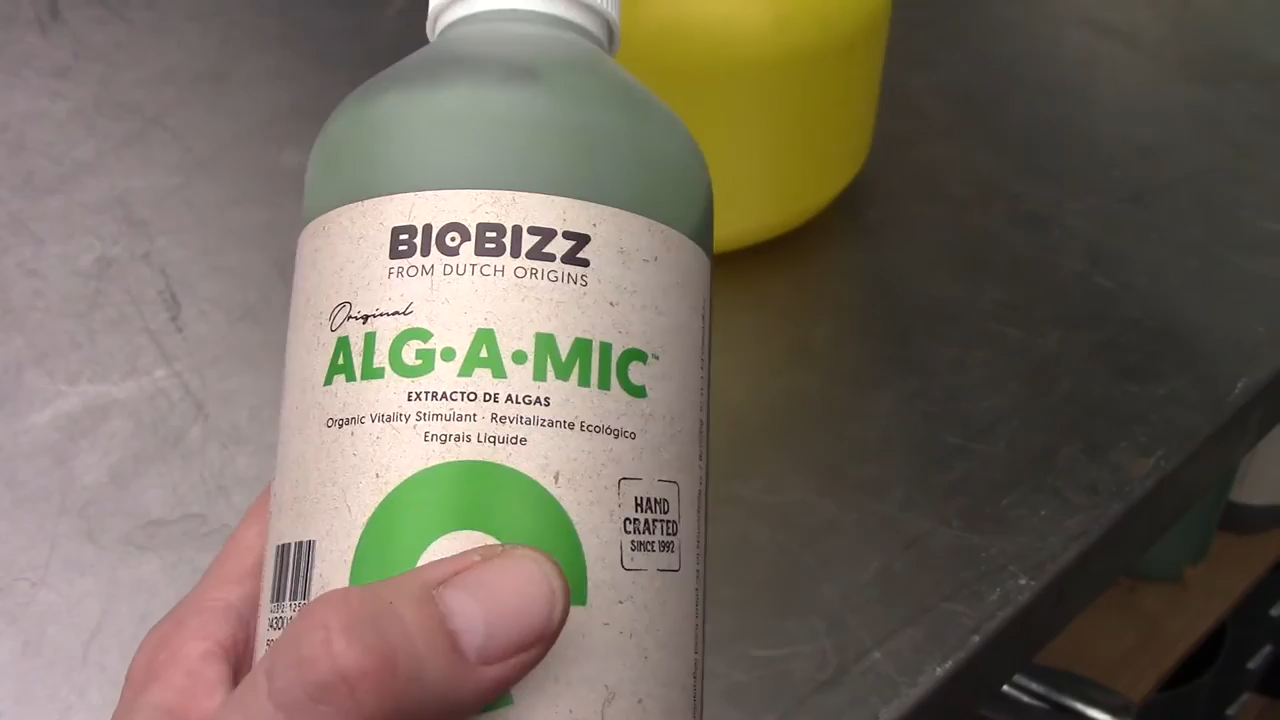 BIOBIZZ
FROM DUTCH ORIGINS
Original
ALG·A·MIC™
EXTRACTO DE ALGAS
Organic Vitality Stimulant · Revitalizante Ecológico
Engrais Liquide
HAND
CRAFTED
SINCE 1992